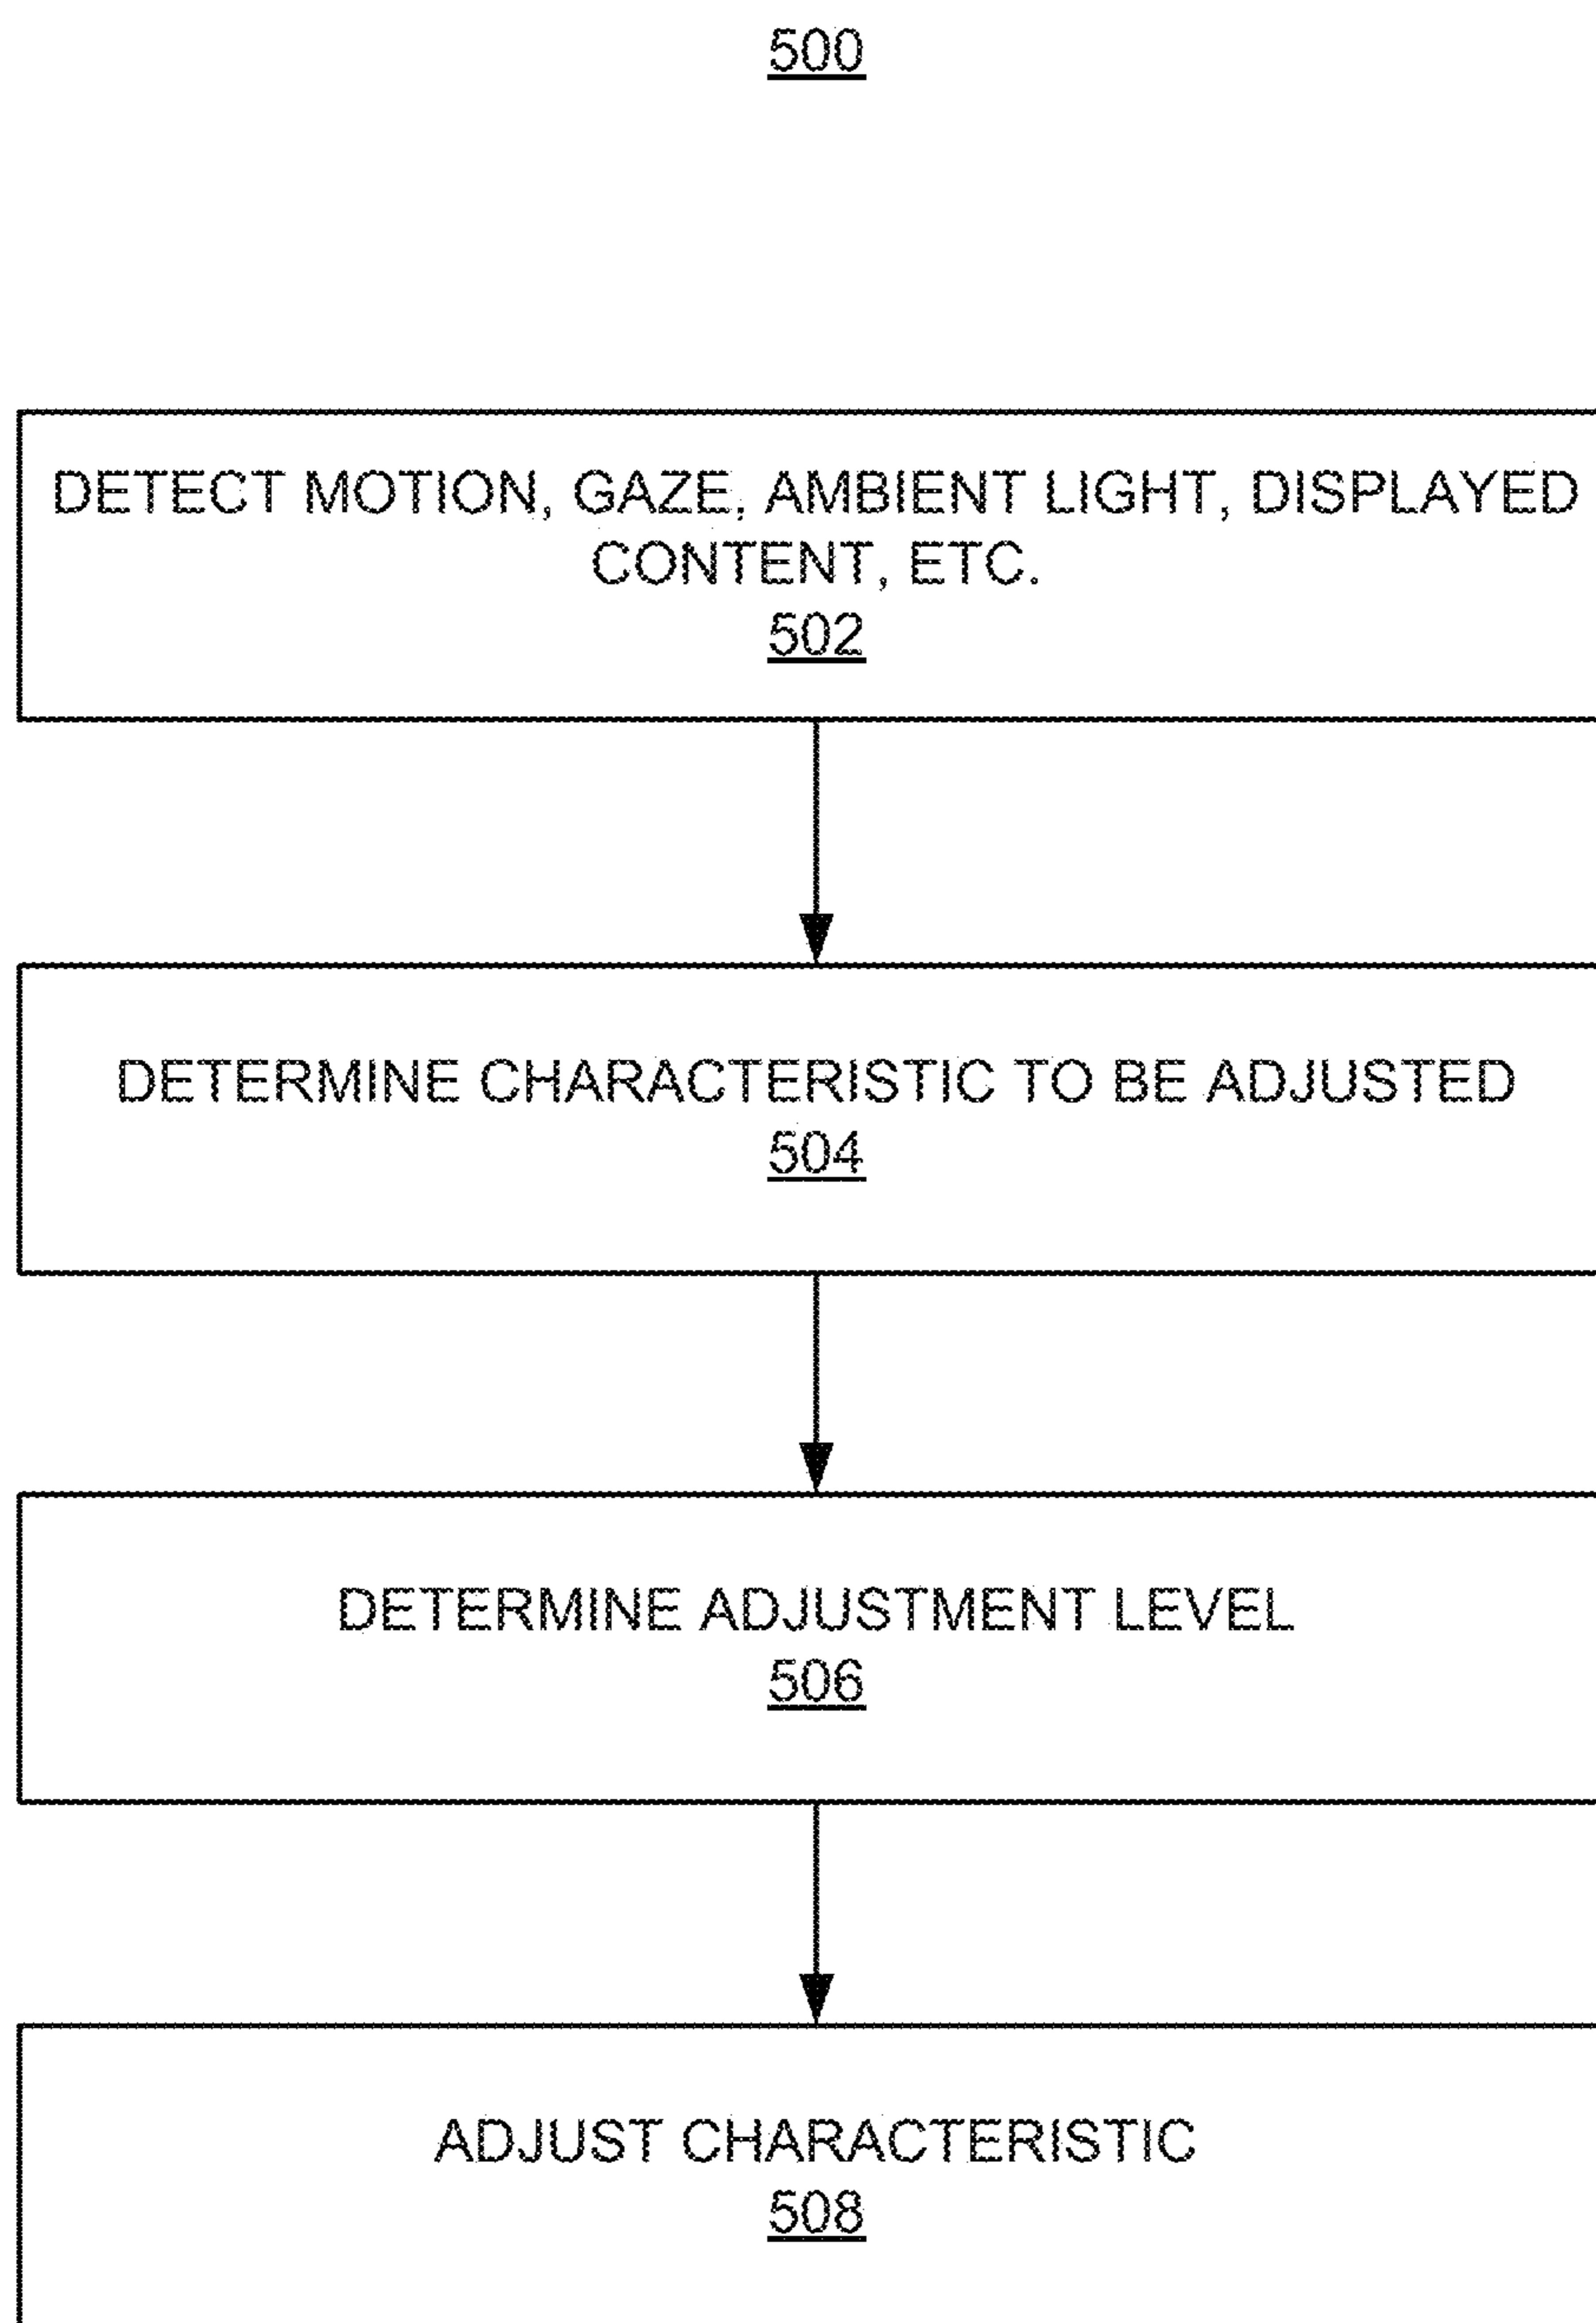 500
DETECT MOTION, GAZE, AMBIENT LIGHT, DISPLAYED
CONTENT, ETC.
502
DETERMINE CHARACTERISTIC TO BE ADJUSTED
504
DETERMINE ADJUSTMENT LEVEL
506
ADJUST CHARACTERISTIC
508